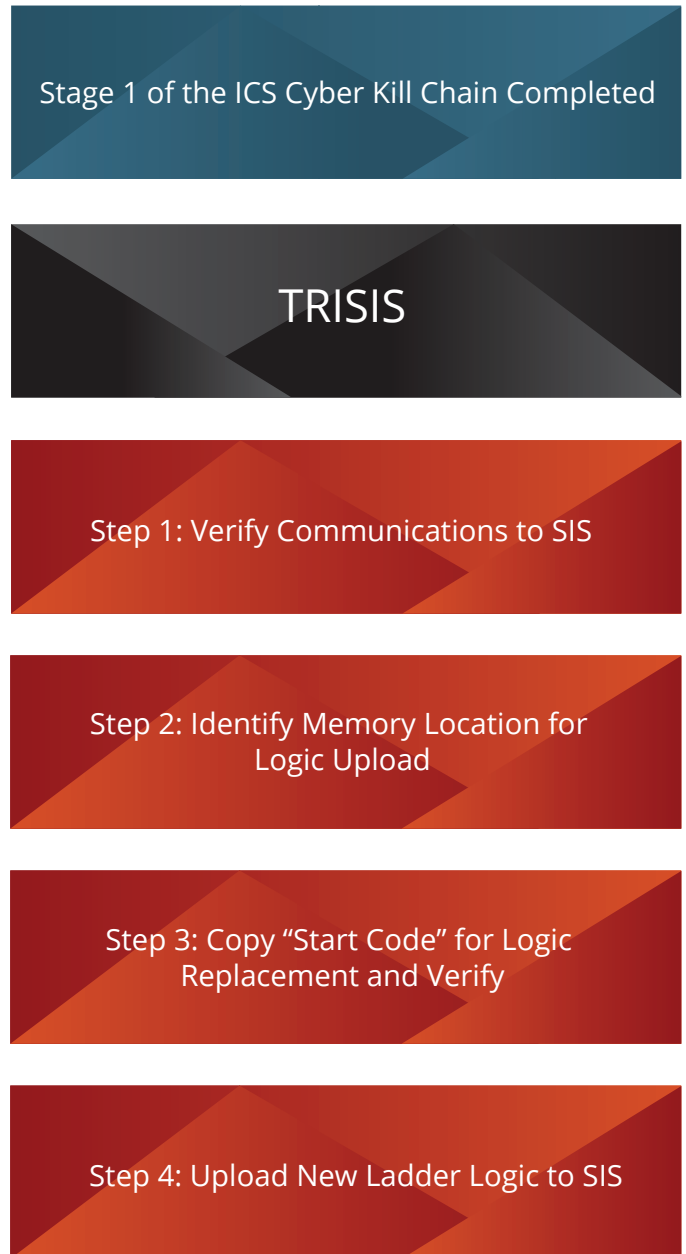 Stage 1 of the ICS Cyber Kill Chain Completed
TRISIS
Step 1: Verify Communications to SIS
Step 2: Identify Memory Location for
Logic Upload
Step 3: Copy “Start Code” for Logic
Replacement and Verify
Step 4: Upload New Ladder Logic to SIS